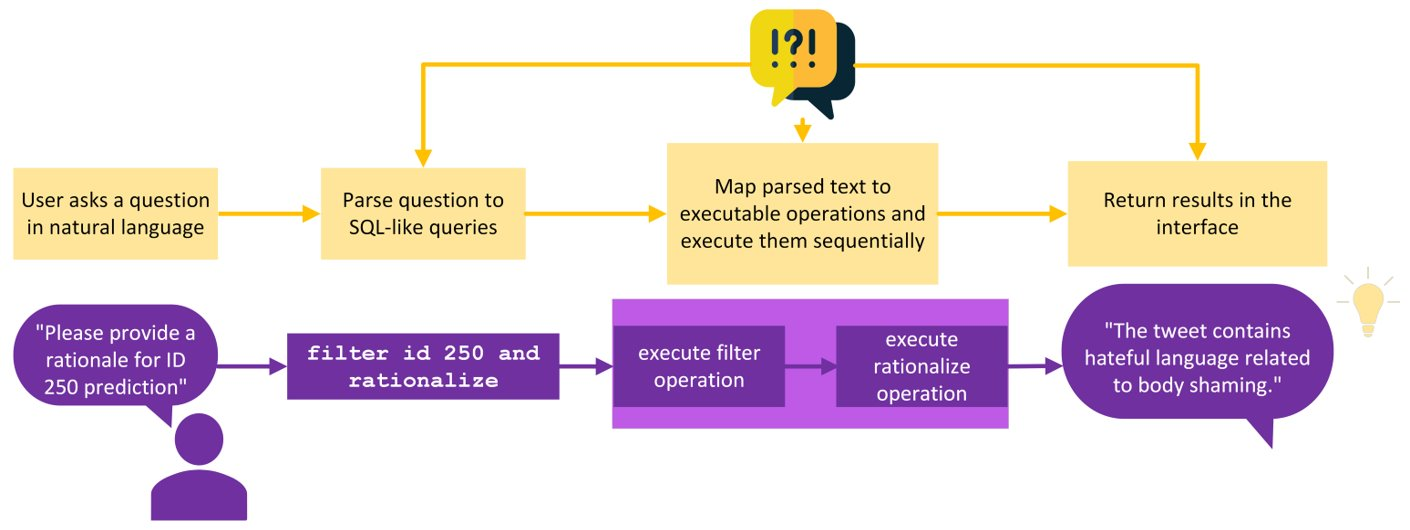 !?!
User asks a question
in natural language
Parse question to
SQL-like queries
Map parsed text to
executable operations and
execute them sequentially
Return results in the
interface
"Please provide a
rationale for ID
250 prediction"
filter id 250 and
rationalize
execute filter
operation
execute
rationalize
operation
"The tweet contains
hateful language related
to body shaming."